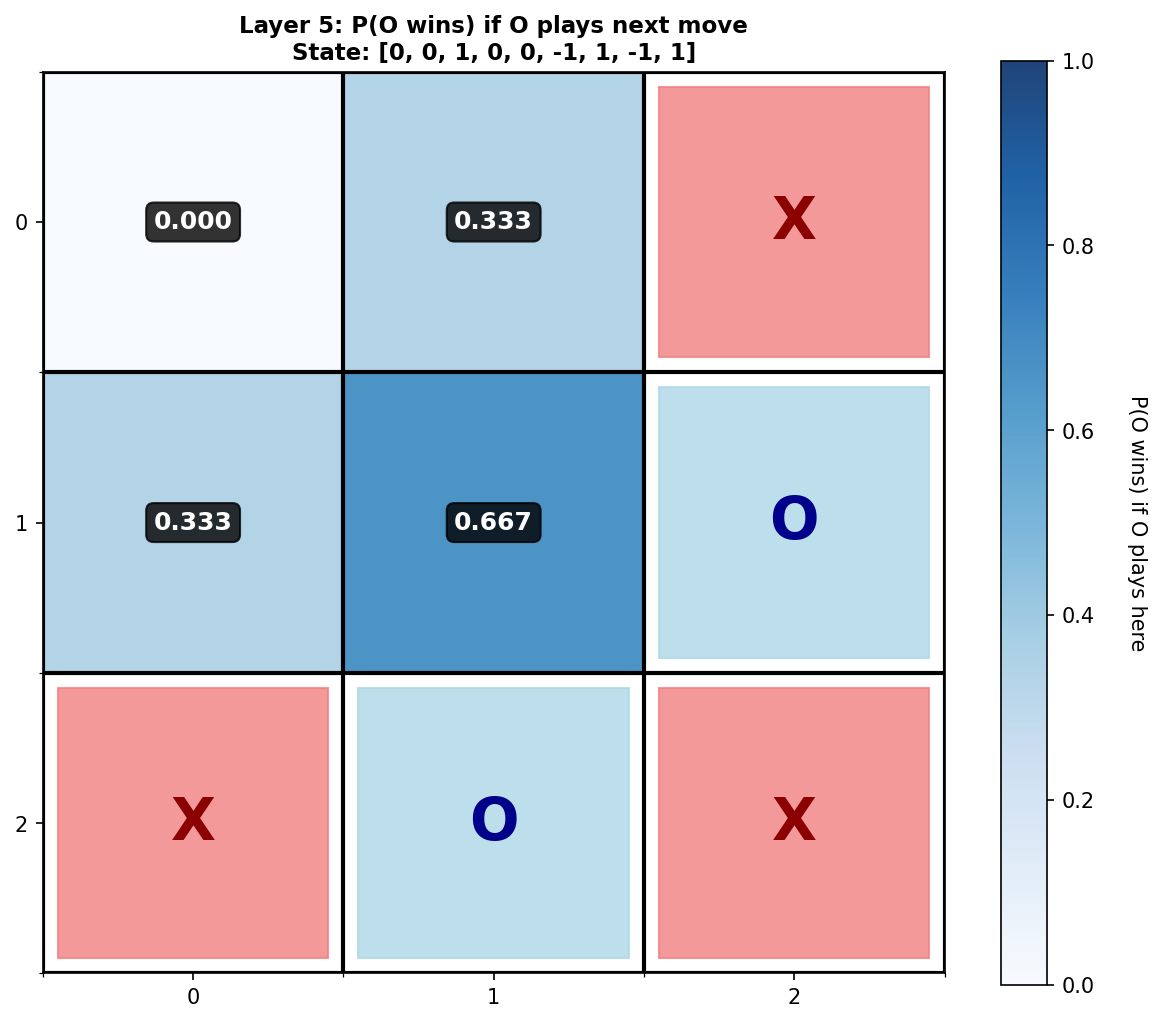 Layer 5: P(O wins) if O plays next move
State: [0, 0, 1, 0, 0, -1, 1, -1, 1]
0
0.000
0.333
X
1
0.333
0.667
O
2
X
O
X
0
1
2
1.0
0.8
0.6
0.4
0.2
0.0
P(O wins) if O plays here